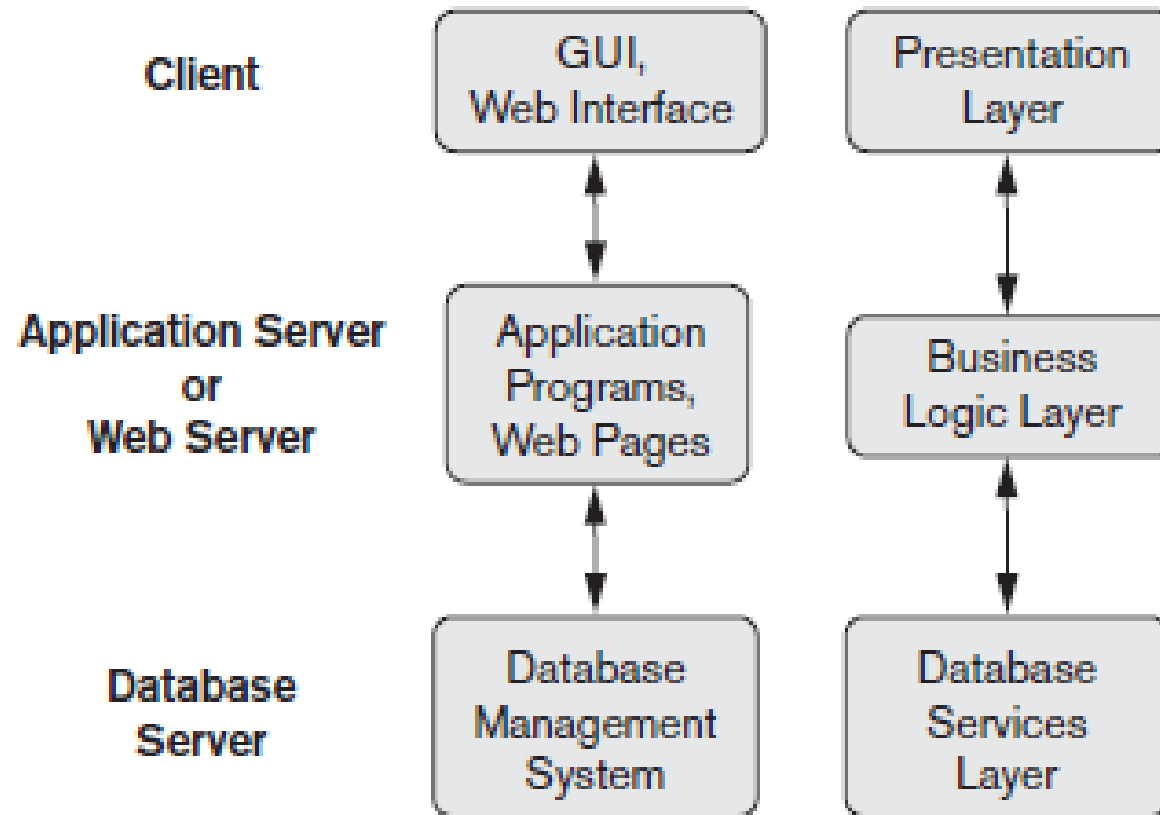 Client
GUI,
Web Interface
Presentation
Layer
Application Server
or
Web Server
Application
Programs,
Web Pages
Business
Logic Layer
Database
Server
Database
Management
System
Database
Services
Layer